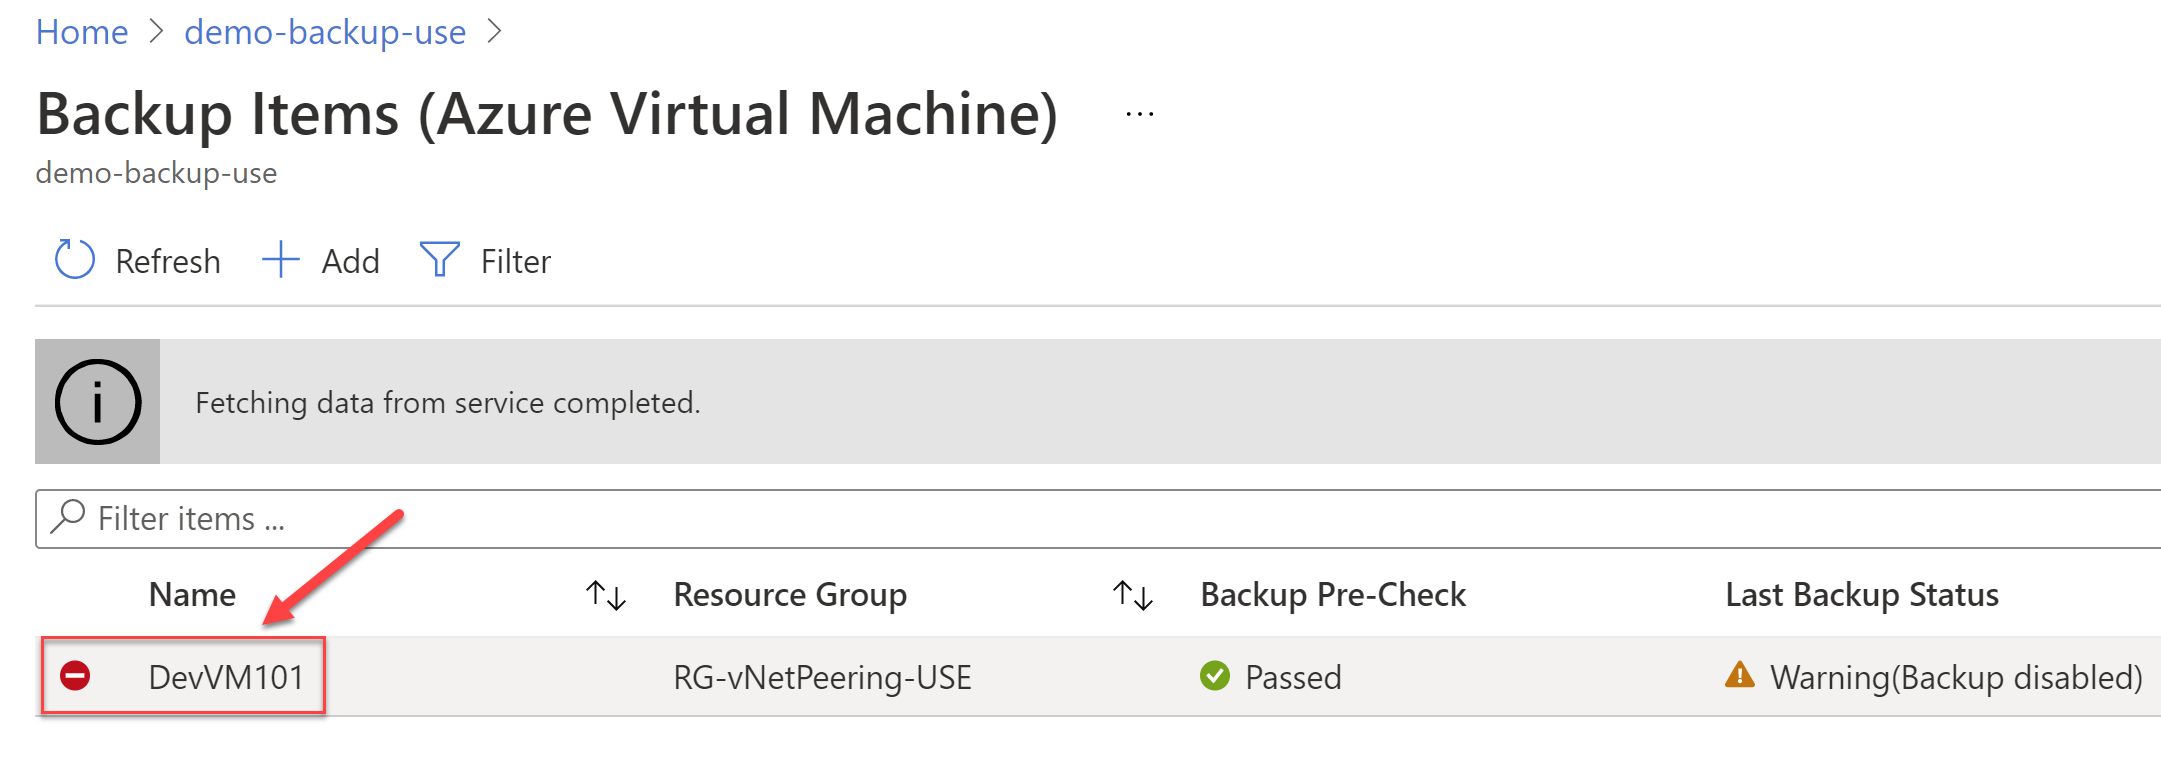 Home > demo-backup-use >
Backup Items (Azure Virtual Machine) ...
demo-backup-use
Refresh Add Filter
Fetching data from service completed.
Filter items ...
Name Resource Group Backup Pre-Check Last Backup Status
DevVM101 RG-vNetPeering-USE Passed Warning(Backup disabled)